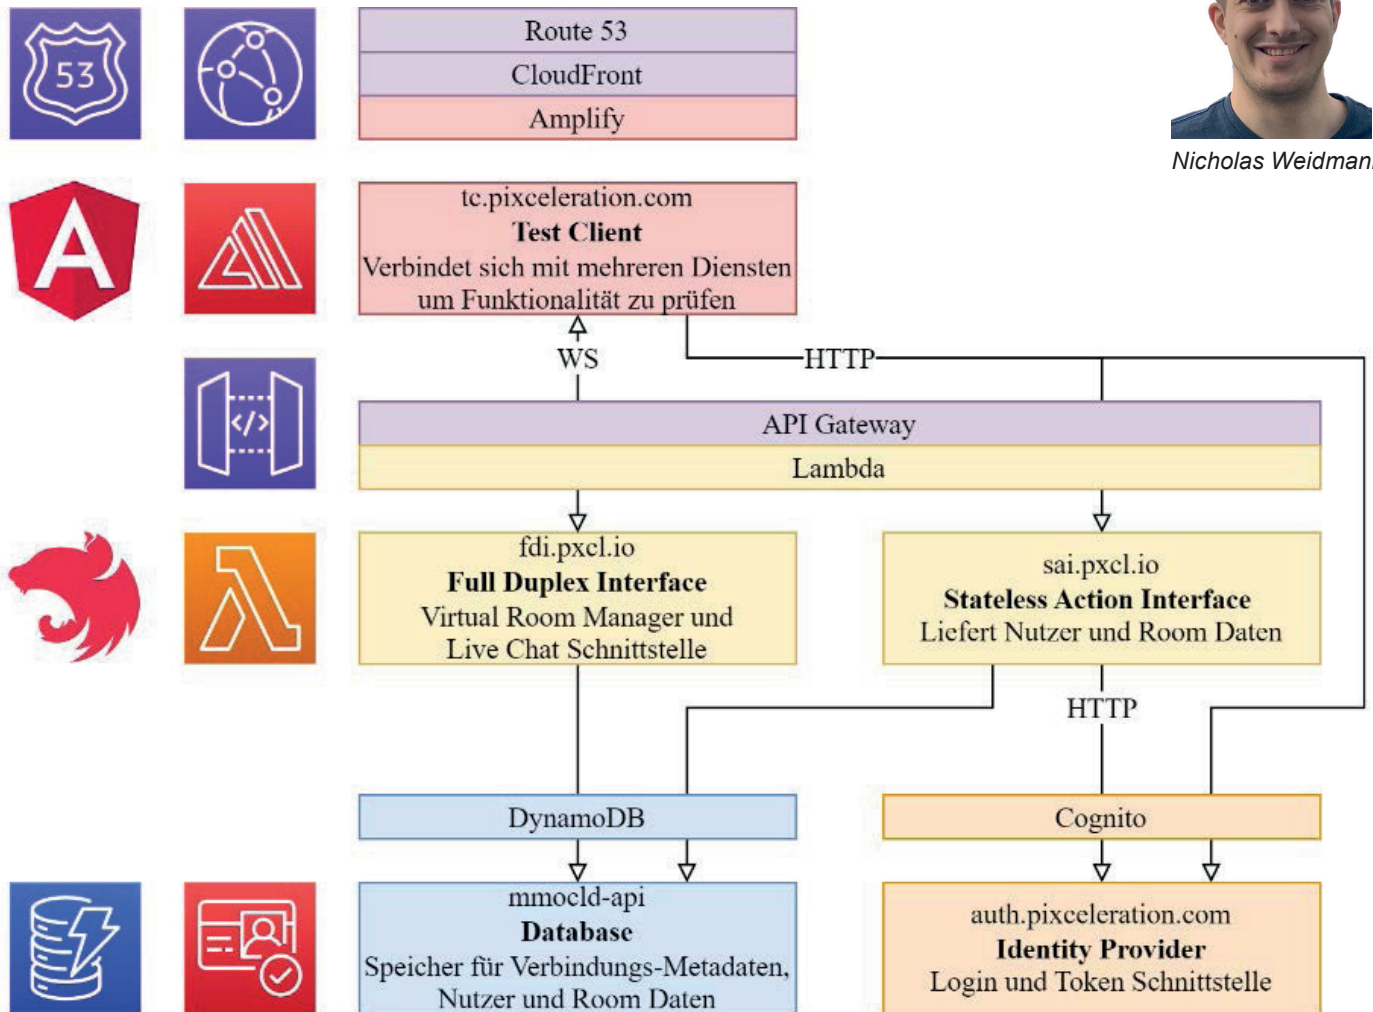 53
Route 53
CloudFront
Amplify
Nicholas Weidmann
tc.pixceleration.com
Test Client
Verbindet sich mit mehreren Diensten
um Funktionalität zu prüfen
WS
HTTP
</>
API Gateway
Lambda
fdi.pxcl.io
Full Duplex Interface
Virtual Room Manager und
Live Chat Schnittstelle
sai.pxcl.io
Stateless Action Interface
Liefert Nutzer und Room Daten
HTTP
DynamoDB
Cognito
mmocld-api
Database
Speicher für Verbindungs-Metadaten,
Nutzer und Room Daten
auth.pixceleration.com
Identity Provider
Login und Token Schnittstelle